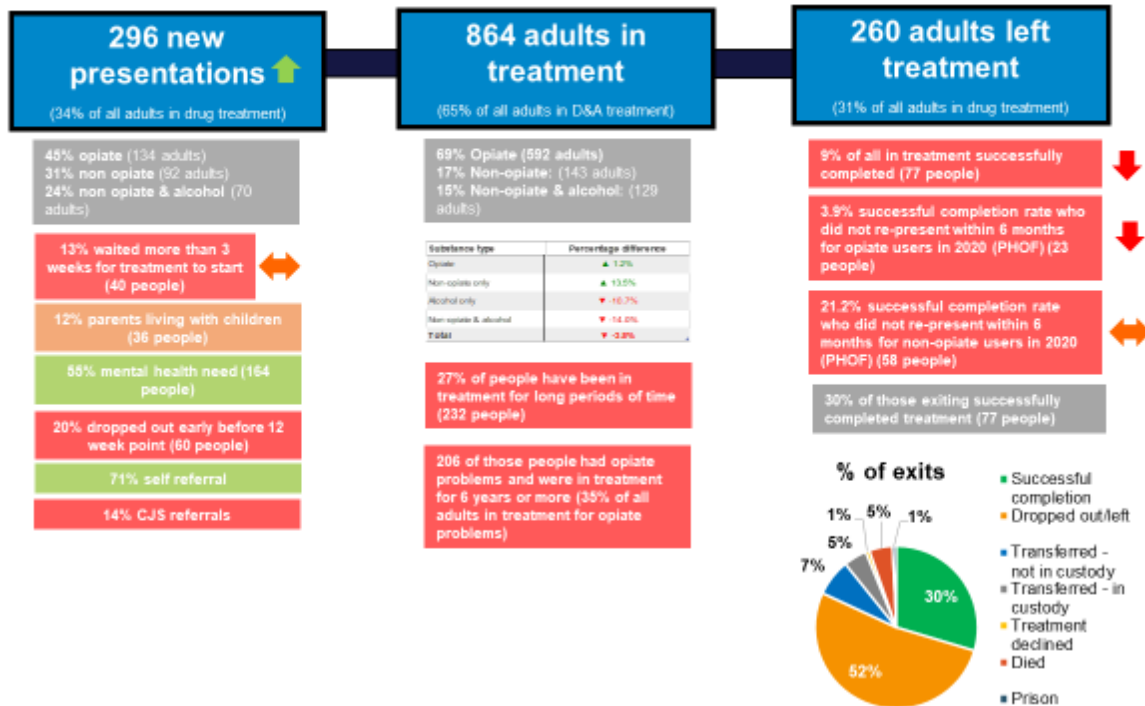 296 new
presentations
(34% of all adults in drug treatment)
45% opiate (134 adults)
31% non opiate (92 adults)
24% non opiate & alcohol (70
adults)
13% waited more than 3
weeks for treatment to start
(40 people)
12% parents living with children
(36 people)
55% mental health need (164
people)
20% dropped out early before 12
week point (60 people)
71% self referral
14% CJS referrals
864 adults in
treatment
(65% of all adults in D&A treatment)
69% Opiate (592 adults)
17% Non-opiate: (143 adults)
15% Non-opiate & alcohol: (129
adults)
Substance type Percentage difference
Opiate ▲ 1.2%
Non-opiate only ▲ 13.5%
Alcohol only ▼ -10.7%
Non-opiate & alcohol ▼ -14.0%
Total ▼
27% of people have been in
treatment for long periods of time
(232 people)
206 of those people had opiate
problems and were in treatment
for 6 years or more (35% of all
adults in treatment for opiate
problems)
260 adults left
treatment
(31% of all adults in drug treatment)
9% of all in treatment successfully
completed (77 people)
3.9% successful completion rate who
did not re-present within 6 months
for opiate users in 2020 (PHOF) (23
people)
21.2% successful completion rate
who did not re-present within 6
months for non-opiate users in 2020
(PHOF) (58 people)
30% of those exiting successfully
completed treatment (77 people)
% of exits
1%
5%
1%
5%
7%
30%
52%
Successful
completion
Dropped out/left
Transferred -
not in custody
Transferred - in
custody
Treatment
declined
Died
Prison